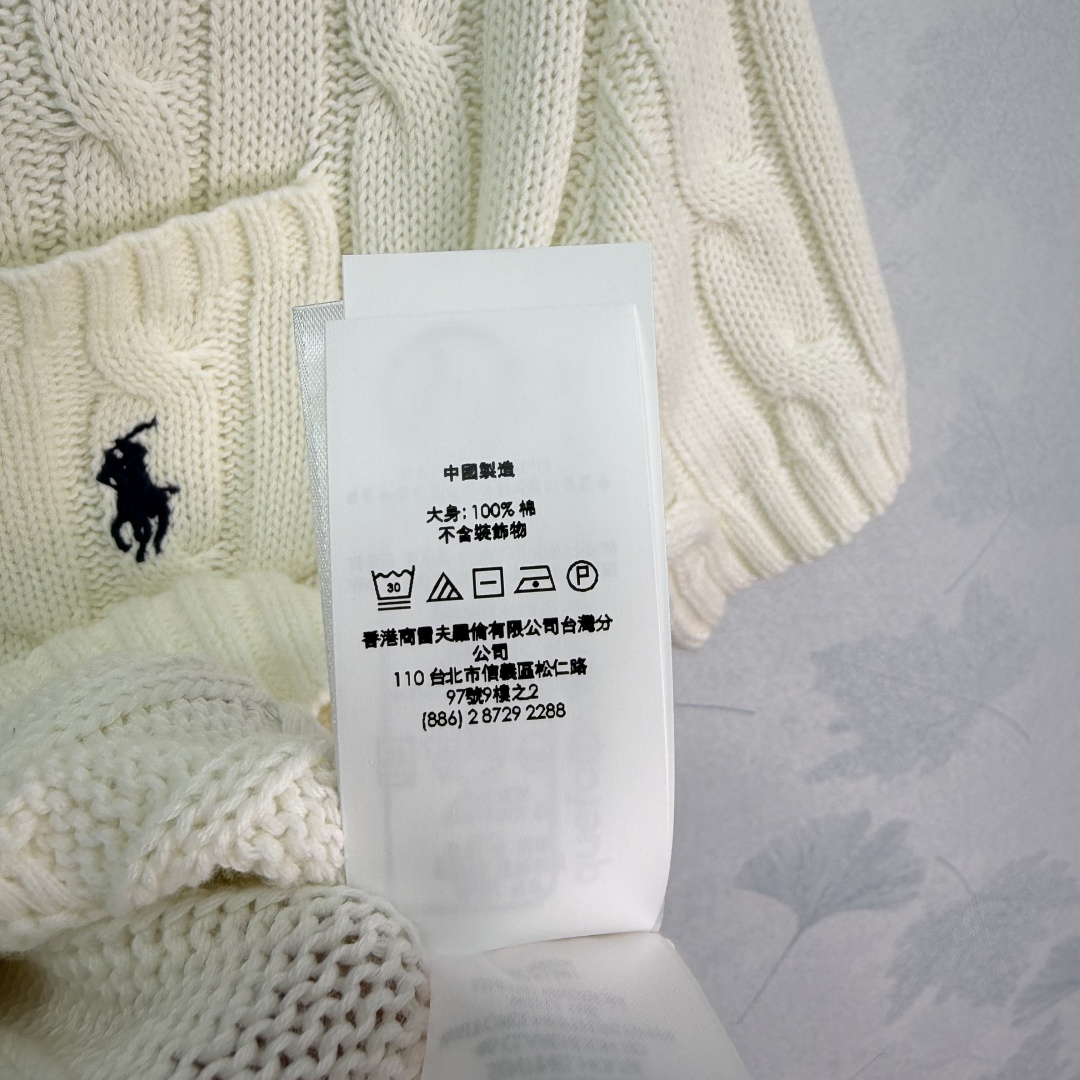 中國製造
大身:100% 棉
不含裝飾物
30
P
香港商雷夫羅倫有限公司台灣分
公司
110 台北市信義區松仁路
97號9樓之2
(886) 2 8729 2288